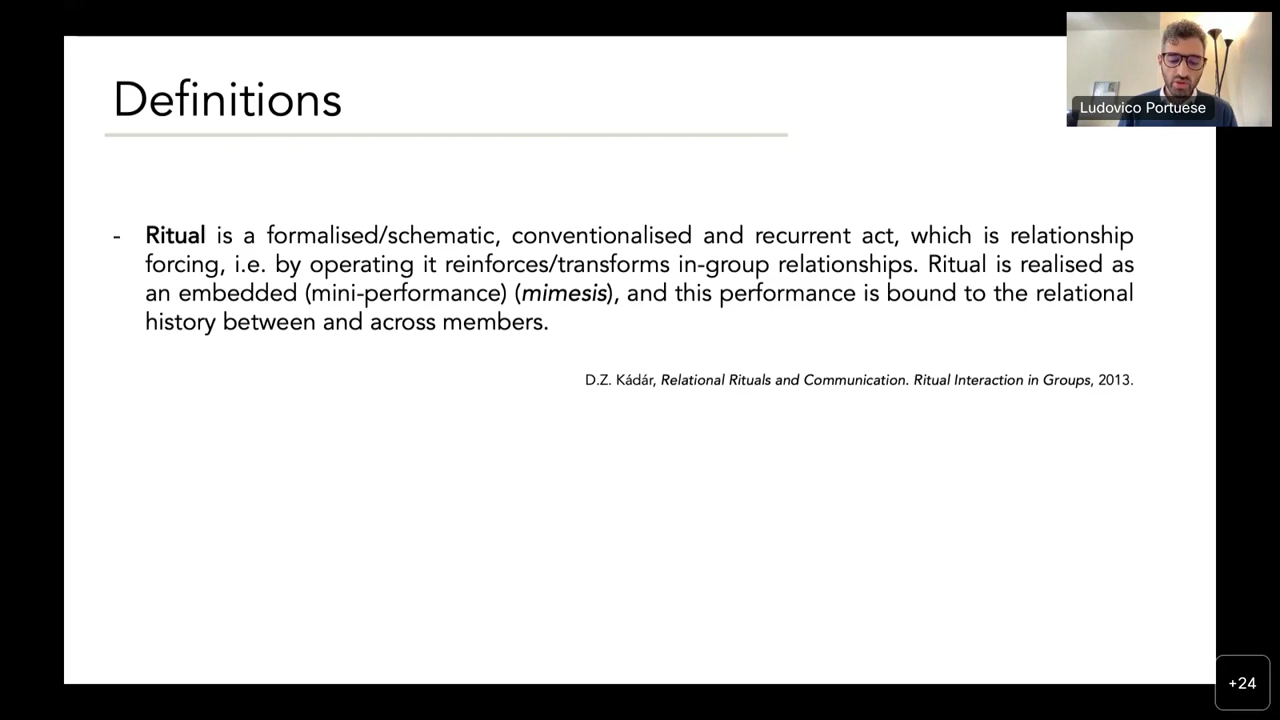 Definitions
Ludovico Portuese
- Ritual is a formalised/schematic, conventionalised and recurrent act, which is relationship
forcing, i.e. by operating it reinforces/transforms in-group relationships. Ritual is realised as
an embedded (mini-performance) (mimesis), and this performance is bound to the relational
history between and across members.
D.Z. Kádár, Relational Rituals and Communication. Ritual Interaction in Groups, 2013.
+24